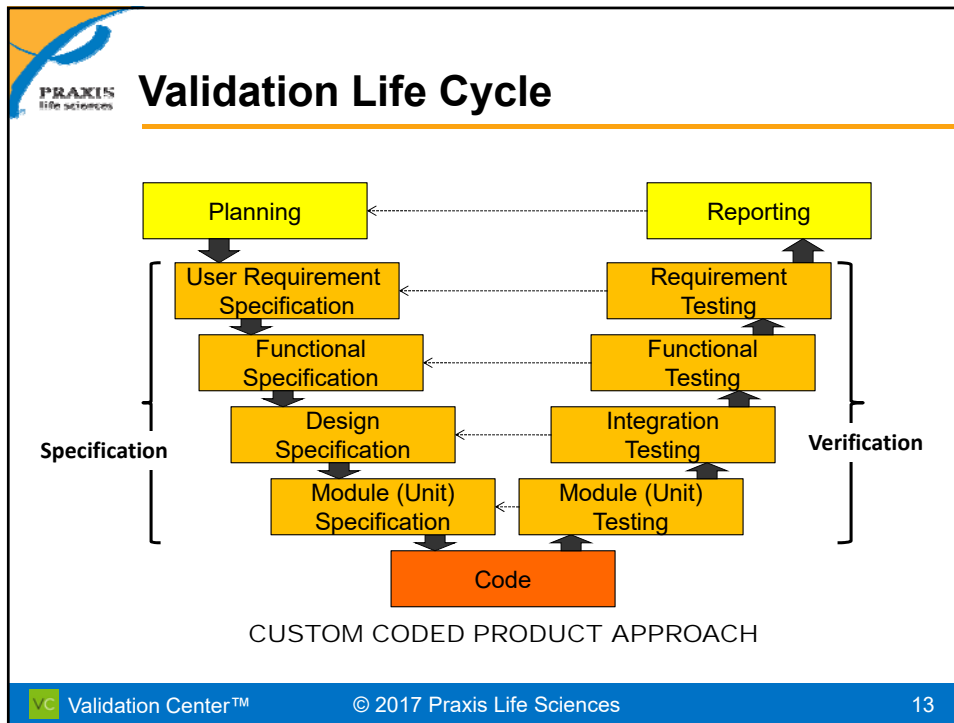 PRAXIS
life sciences
Validation Life Cycle
Planning
Reporting
User Requirement
Specification
Requirement
Testing
Functional
Specification
Functional
Testing
Design
Specification
Integration
Testing
Specification
Verification
Module (Unit)
Specification
Module (Unit)
Testing
Code
CUSTOM CODED PRODUCT APPROACH
VC Validation Center™ © 2017 Praxis Life Sciences 13